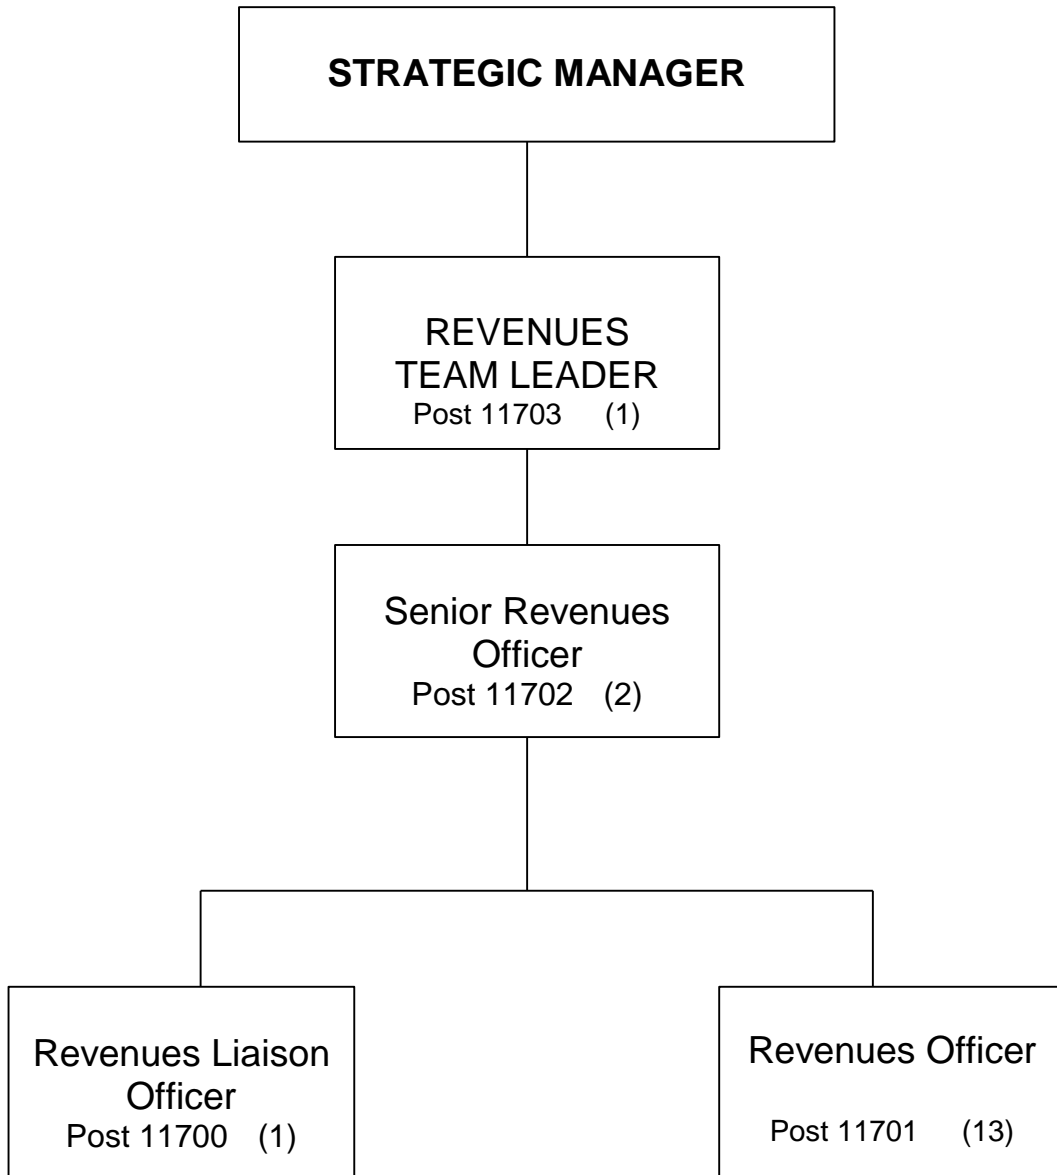 STRATEGIC MANAGER
REVENUES
TEAM LEADER
Post 11703 (1)
Senior Revenues
Officer
Post 11702 (2)
Revenues Liaison
Officer
Post 11700 (1)
Revenues Officer
Post 11701 (13)